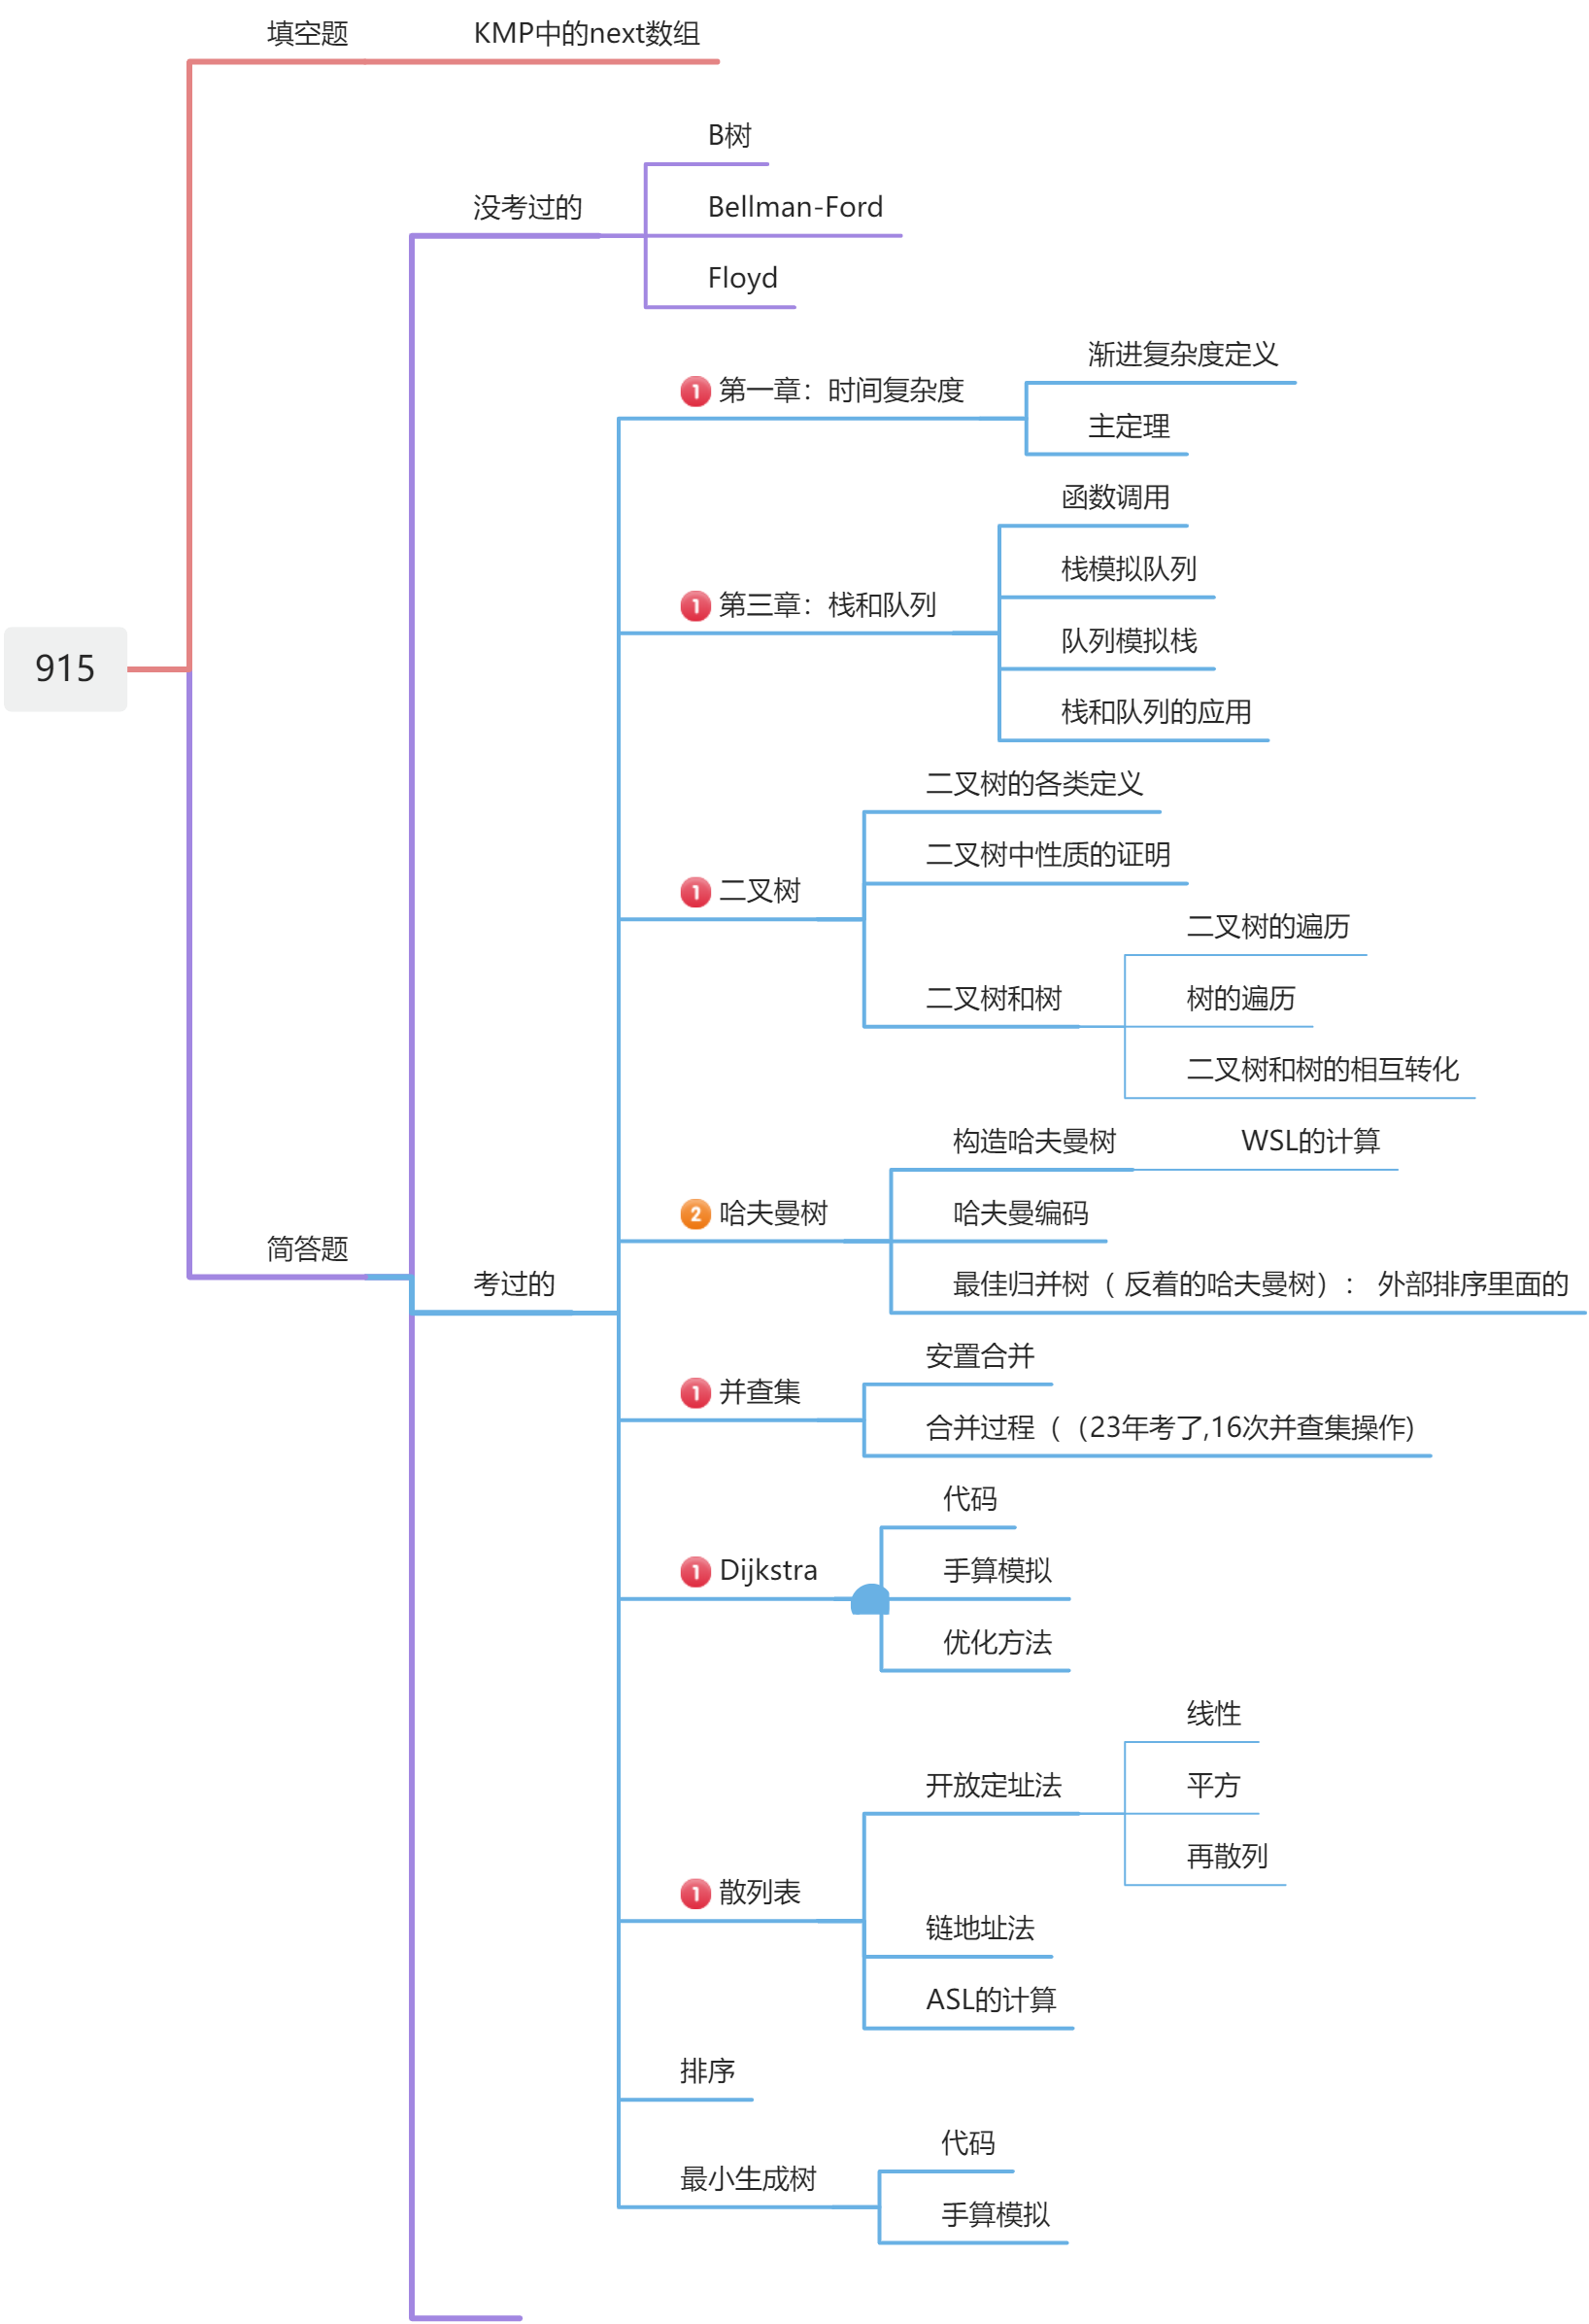 填空题
KMP中的next数组
B树
没考过的
Bellman-Ford
Floyd
渐进复杂度定义
1 第一章：时间复杂度
主定理
函数调用
栈模拟队列
1 第三章：栈和队列
队列模拟栈
915
栈和队列的应用
二叉树的各类定义
二叉树中性质的证明
1 二叉树
二叉树的遍历
二叉树和树
树的遍历
二叉树和树的相互转化
构造哈夫曼树
WSL的计算
2 哈夫曼树
哈夫曼编码
简答题
考过的
最佳归并树（ 反着的哈夫曼树）： 外部排序里面的
安置合并
1 并查集
合并过程（（23年考了,16次并查集操作)
代码
1 Dijkstra
手算模拟
优化方法
线性
开放定址法
平方
再散列
1 散列表
链地址法
ASL的计算
排序
代码
最小生成树
手算模拟